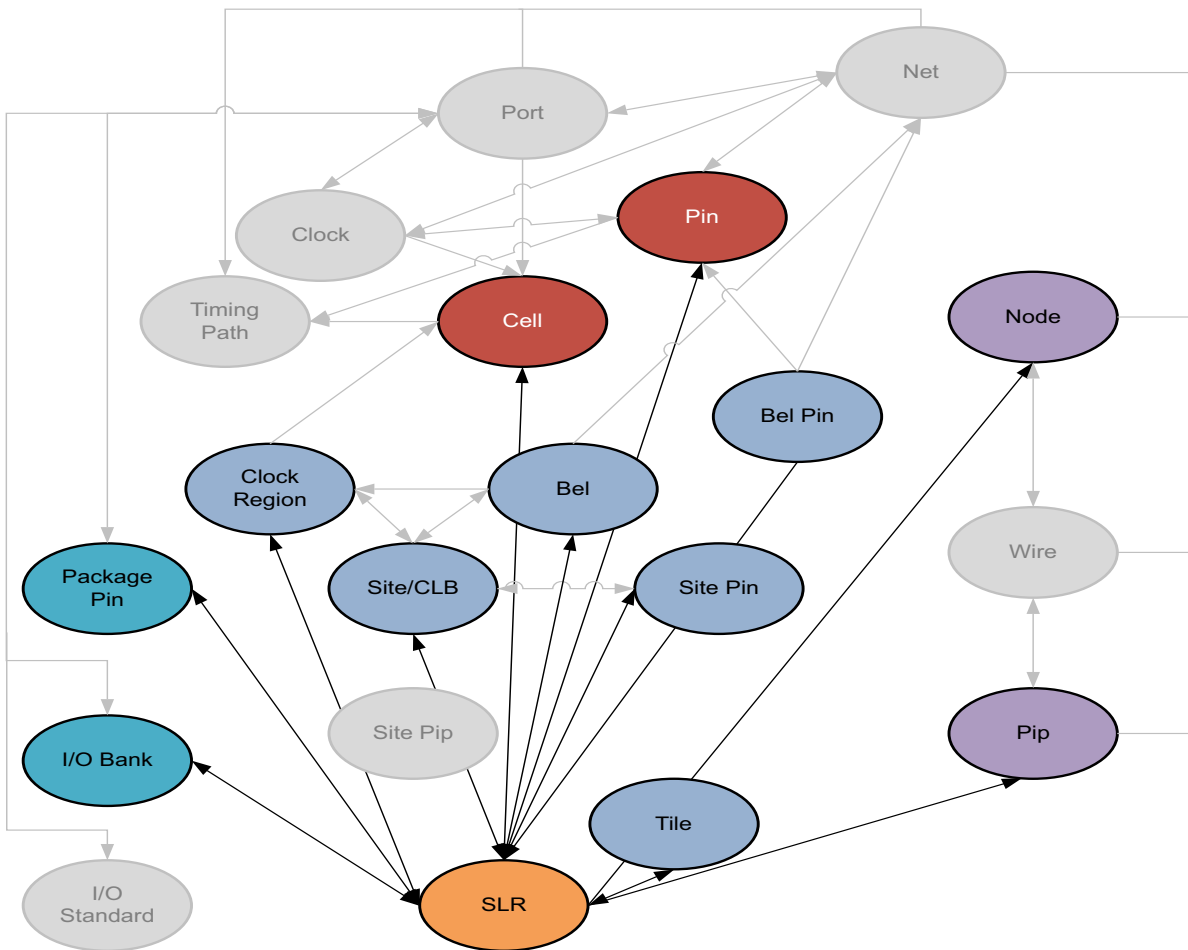 Net
Port
Pin
Clock
Timing
Path
Cell
Node
Bel Pin
Clock
Region
Bel
Wire
Package
Pin
Site/CLB
Site Pin
Site Pip
Pip
I/O Bank
Tile
I/O
Standard
SLR